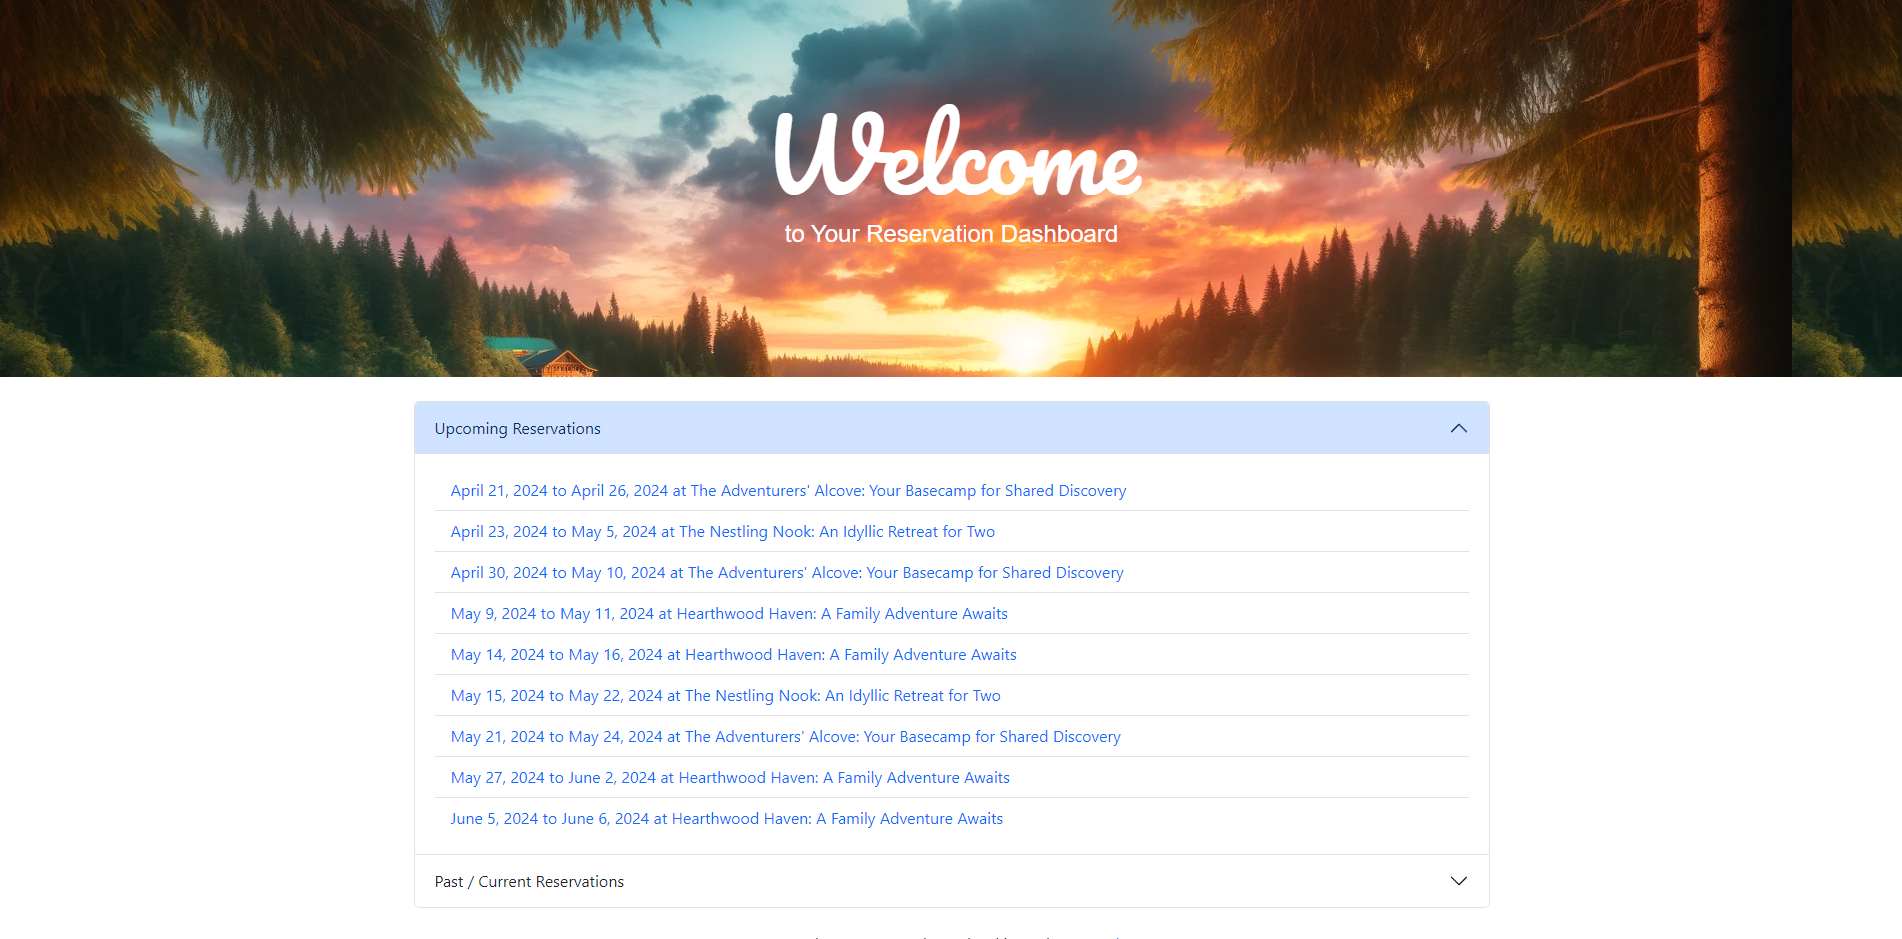 Welcome
to Your Reservation Dashboard
Upcoming Reservations
April 21, 2024 to April 26, 2024 at The Adventurers' Alcove: Your Basecamp for Shared Discovery
April 23, 2024 to May 5, 2024 at The Nestling Nook: An Idyllic Retreat for Two
April 30, 2024 to May 10, 2024 at The Adventurers' Alcove: Your Basecamp for Shared Discovery
May 9, 2024 to May 11, 2024 at Hearthwood Haven: A Family Adventure Awaits
May 14, 2024 to May 16, 2024 at Hearthwood Haven: A Family Adventure Awaits
May 15, 2024 to May 22, 2024 at The Nestling Nook: An Idyllic Retreat for Two
May 21, 2024 to May 24, 2024 at The Adventurers' Alcove: Your Basecamp for Shared Discovery
May 27, 2024 to June 2, 2024 at Hearthwood Haven: A Family Adventure Awaits
June 5, 2024 to June 6, 2024 at Hearthwood Haven: A Family Adventure Awaits
Past / Current Reservations